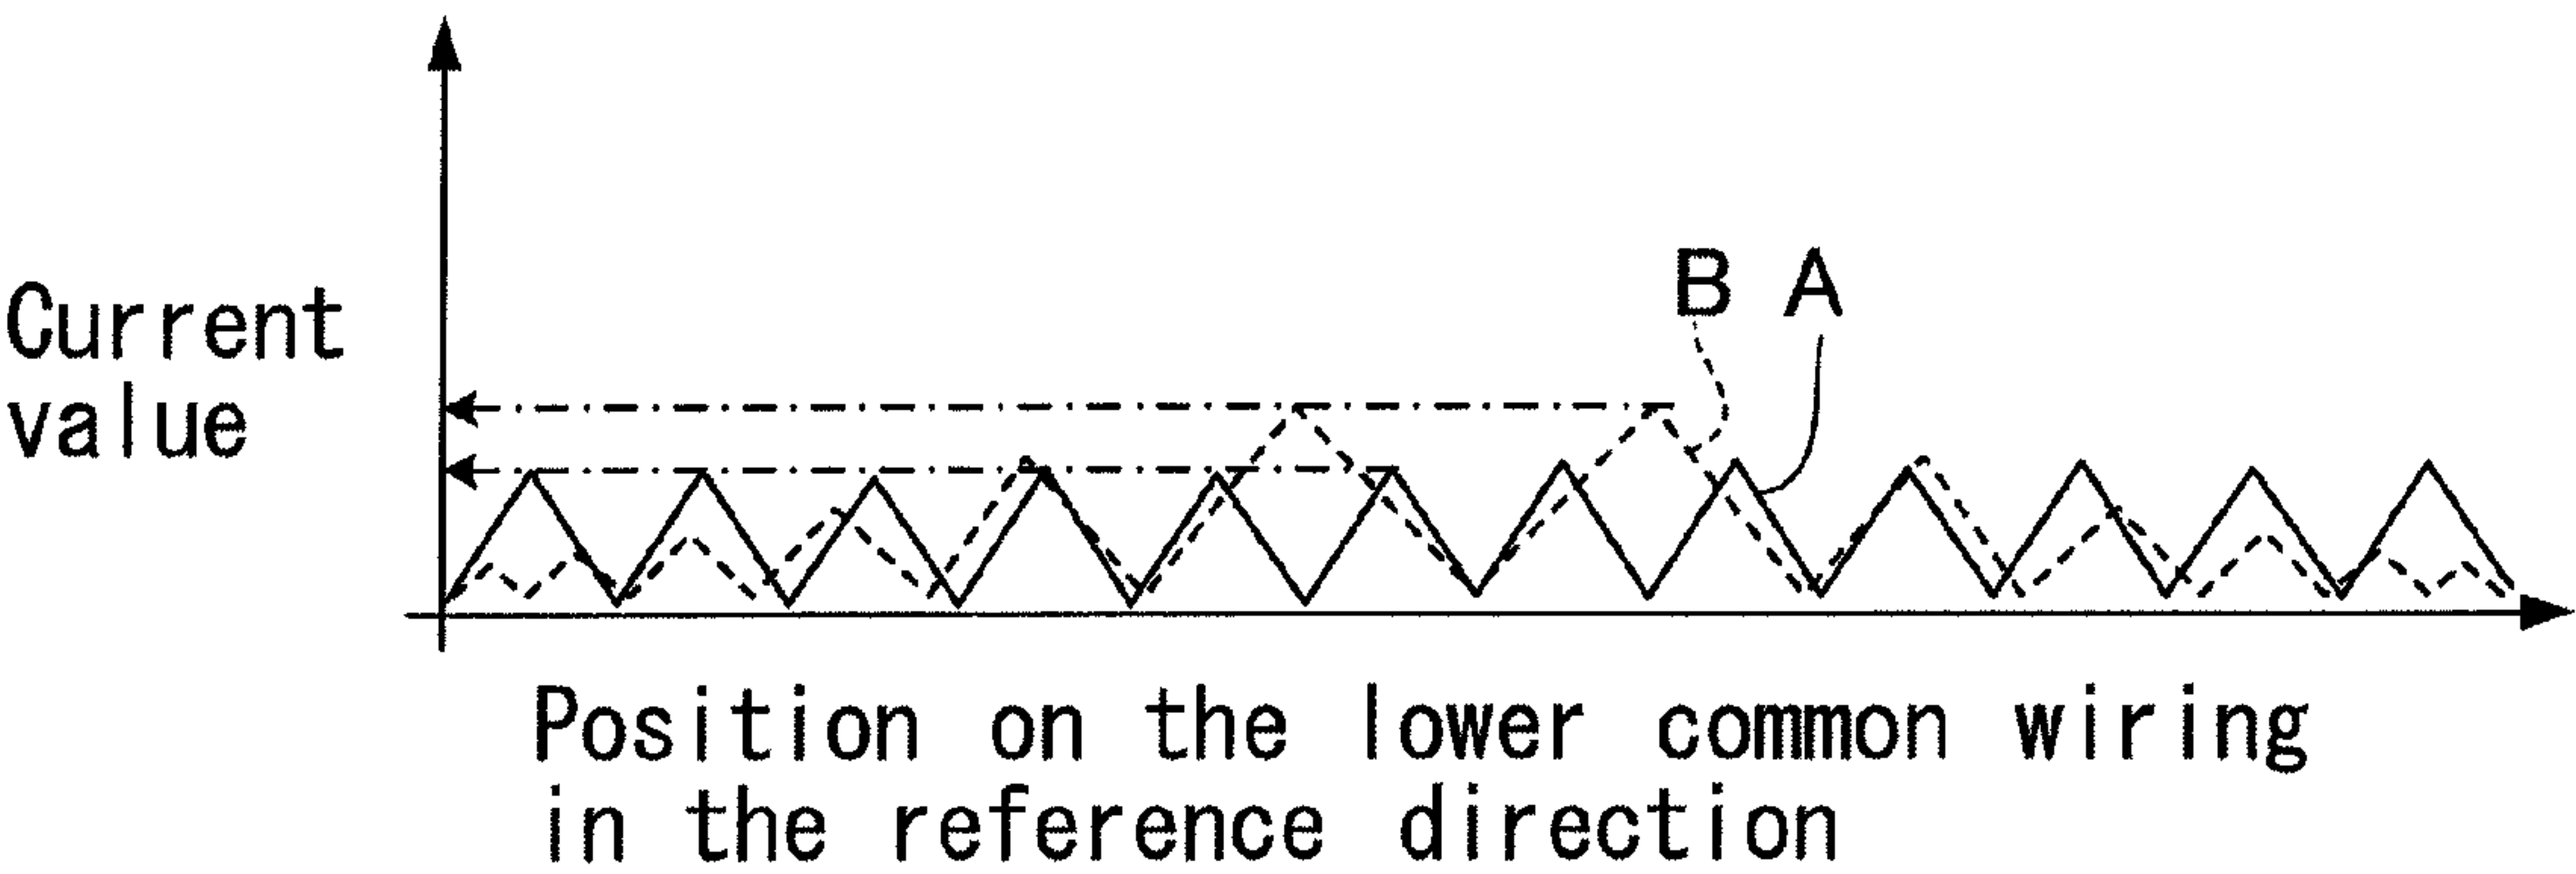 B A
Current
value
Position on the lower common wiring
in the reference direction